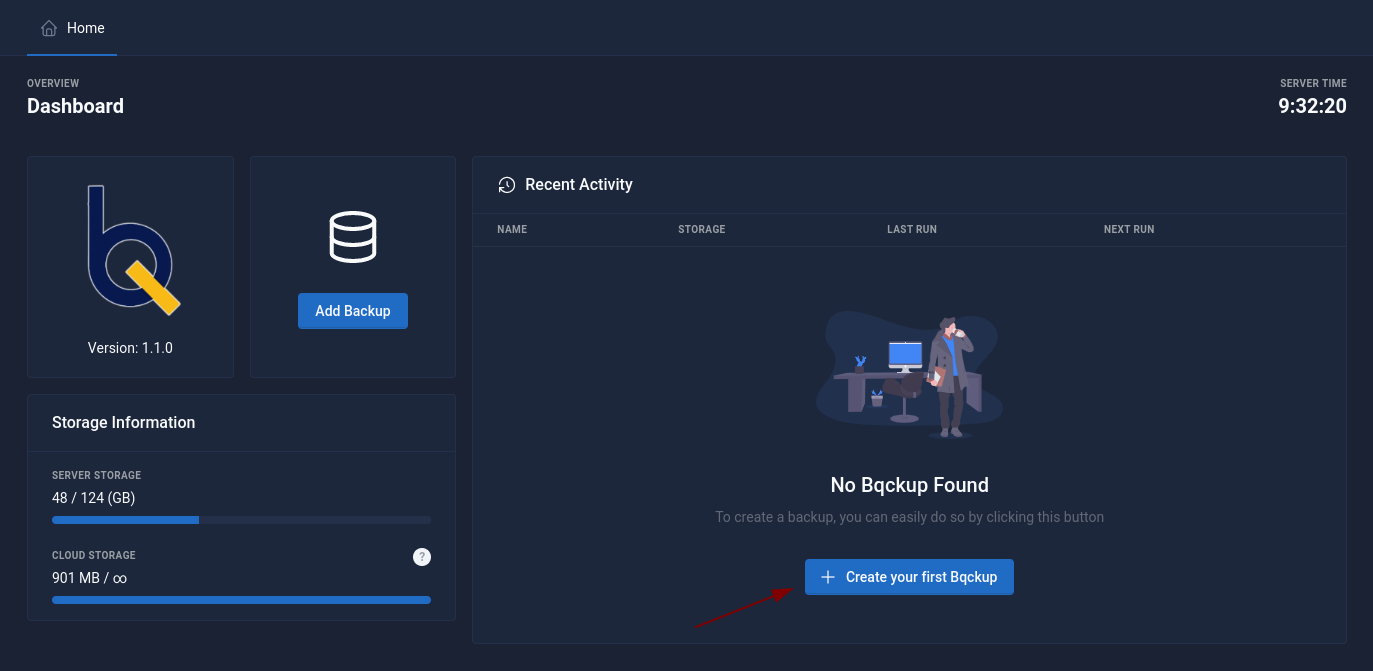 Home
OVERVIEW
Dashboard
SERVER TIME
9:32:20
Version: 1.1.0
Add Backup
Storage Information
SERVER STORAGE
48 / 124 (GB)
CLOUD STORAGE
?
901 MB / ∞
Recent Activity
NAME STORAGE LAST RUN NEXT RUN
No Bqckup Found
To create a backup, you can easily do so by clicking this button
Create your first Bqckup